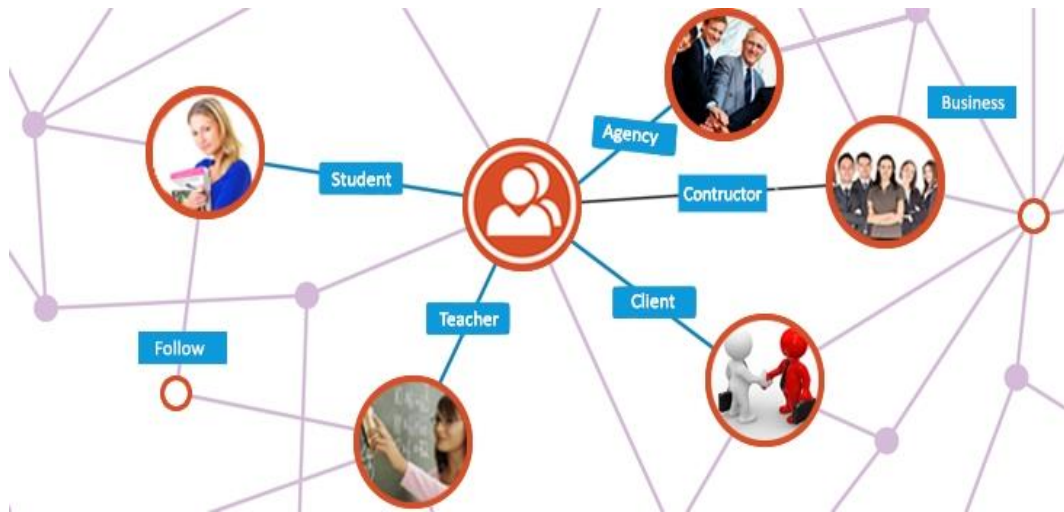 Business
Agency
Student
Contructor
Client
Teacher
Follow